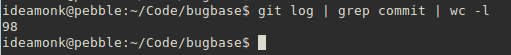 ideamonk@pebble:~/Code/bugbase$ git log | grep commit | wc -l
98
ideamonk@pebble:~/Code/bugbase$